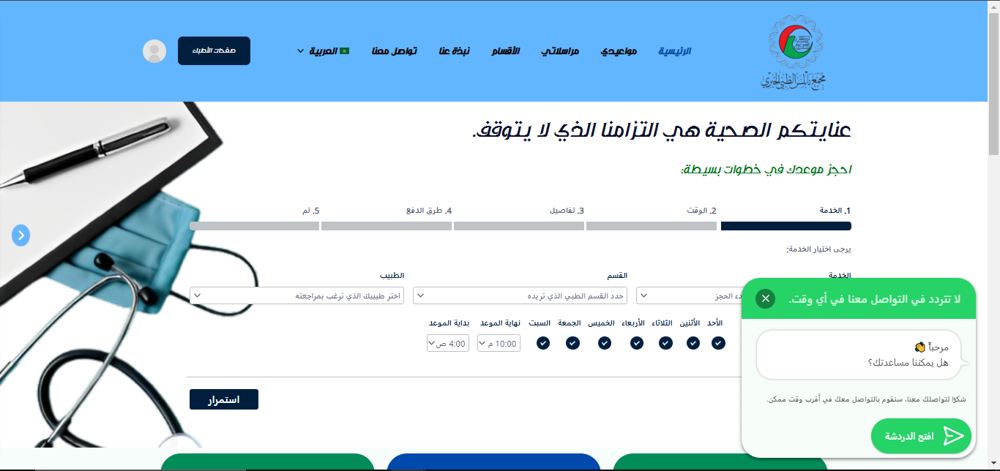 مجمع نابلس الطبي الخيري
الرئيسية
مواعيدي
مراسلاتي
الأقسام
نبذة عنا
تواصل معنا
العربية
صفحات الأطباء
عنايتكم الصحية هي التزامنا الذي لا يتوقف.
احجز موعدك في خطوات بسيطة:
1. الخدمة
2. الوقت
3. تفاصيل
4. طرق الدفع
5. تم
يرجى اختيار الخدمة:
الخدمة
القسم
الطبيب
دء الحجز
حدد القسم الطبي الذي تريده
اختر طبيبك الذي ترغب بمراجعته
الأحد
الأثنين
الثلاثاء
الأربعاء
الخميس
الجمعة
السبت
نهاية الموعد
بداية الموعد
10:00 م
4:00 ص
استمرار
لا تتردد في التواصل معنا في أي وقت.
مرحباً 👏
هل يمكننا مساعدتك؟
شكرًا لتواصلك معنا، سنقوم بالتواصل معك في أقرب وقت ممكن.
افتح الدردشة